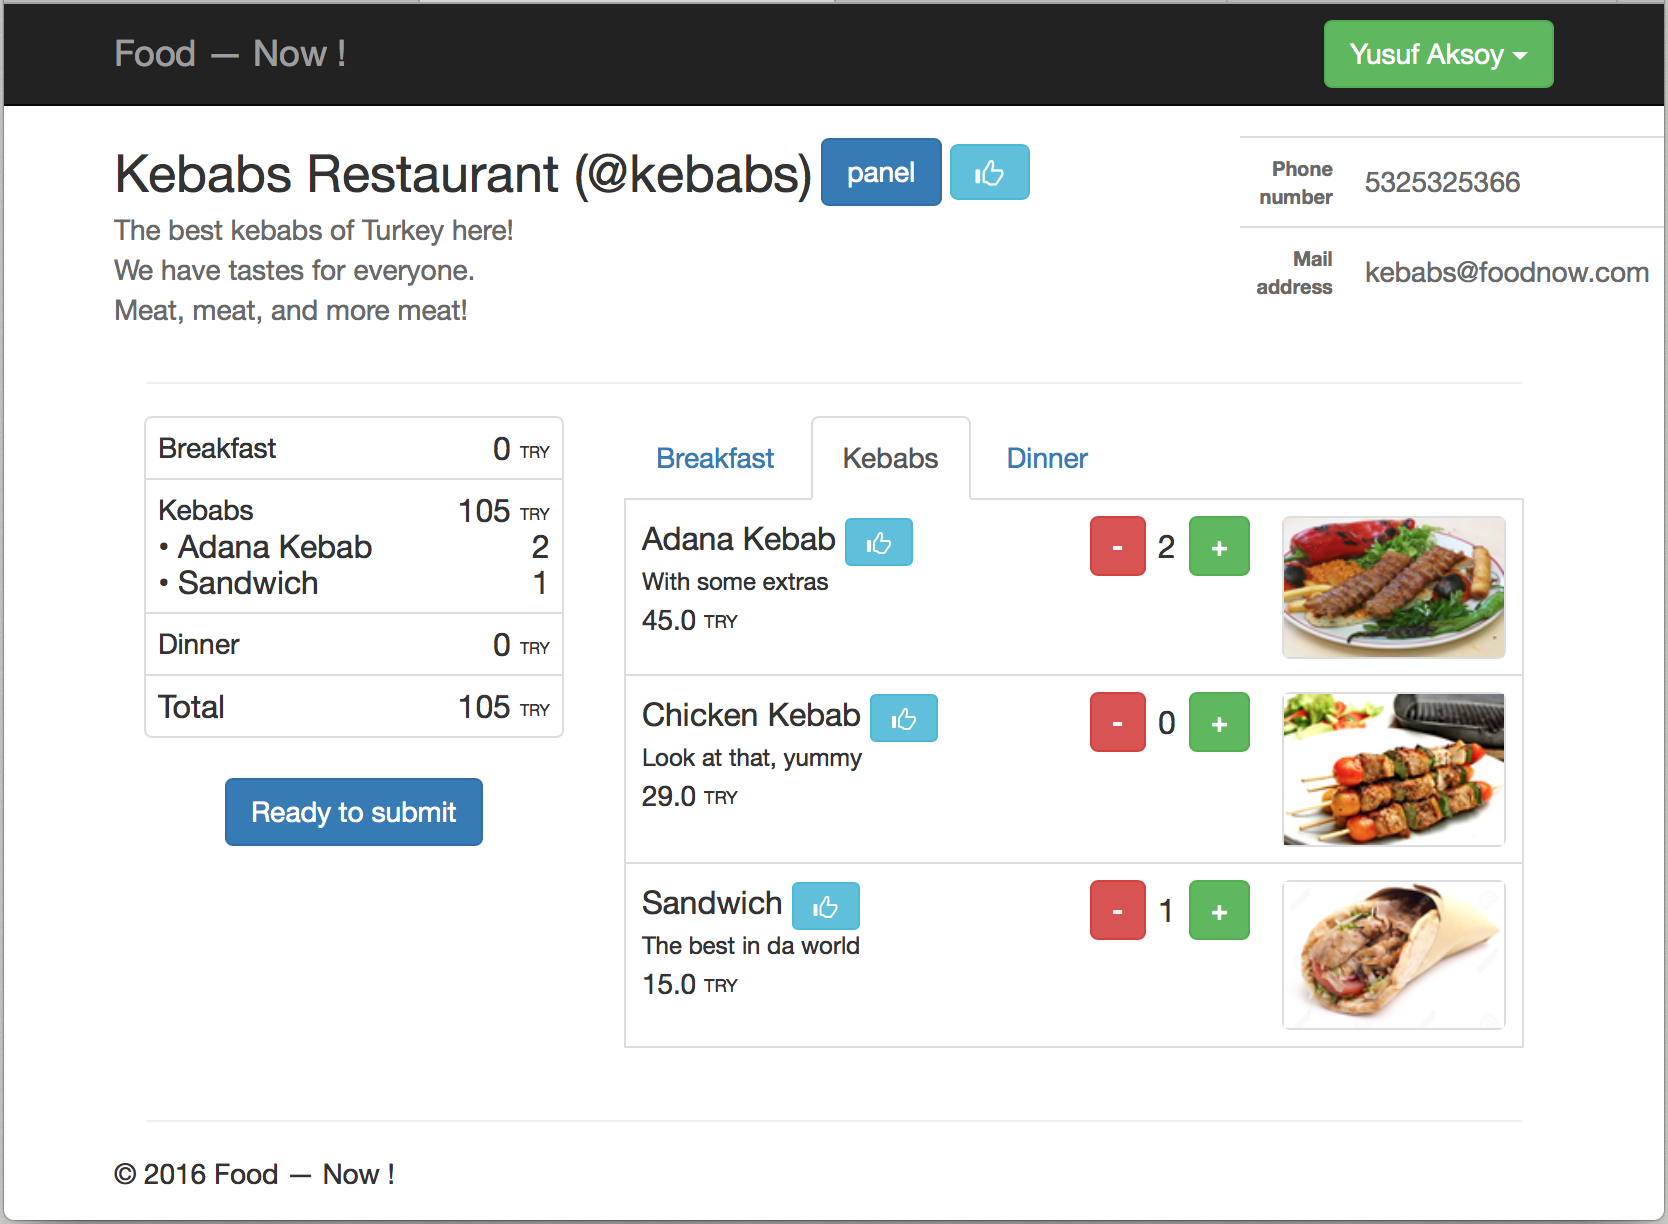 Food — Now !
Yusuf Aksoy
Kebabs Restaurant (@kebabs) panel
The best kebabs of Turkey here!
We have tastes for everyone.
Meat, meat, and more meat!
Phone number 5325325366
Mail address kebabs@foodnow.com
Breakfast 0 TRY
Kebabs 105 TRY
• Adana Kebab 2
• Sandwich 1
Dinner 0 TRY
Total 105 TRY
Ready to submit
Breakfast Kebabs Dinner
Adana Kebab - 2 +
With some extras
45.0 TRY
Chicken Kebab - 0 +
Look at that, yummy
29.0 TRY
Sandwich - 1 +
The best in da world
15.0 TRY
© 2016 Food — Now !